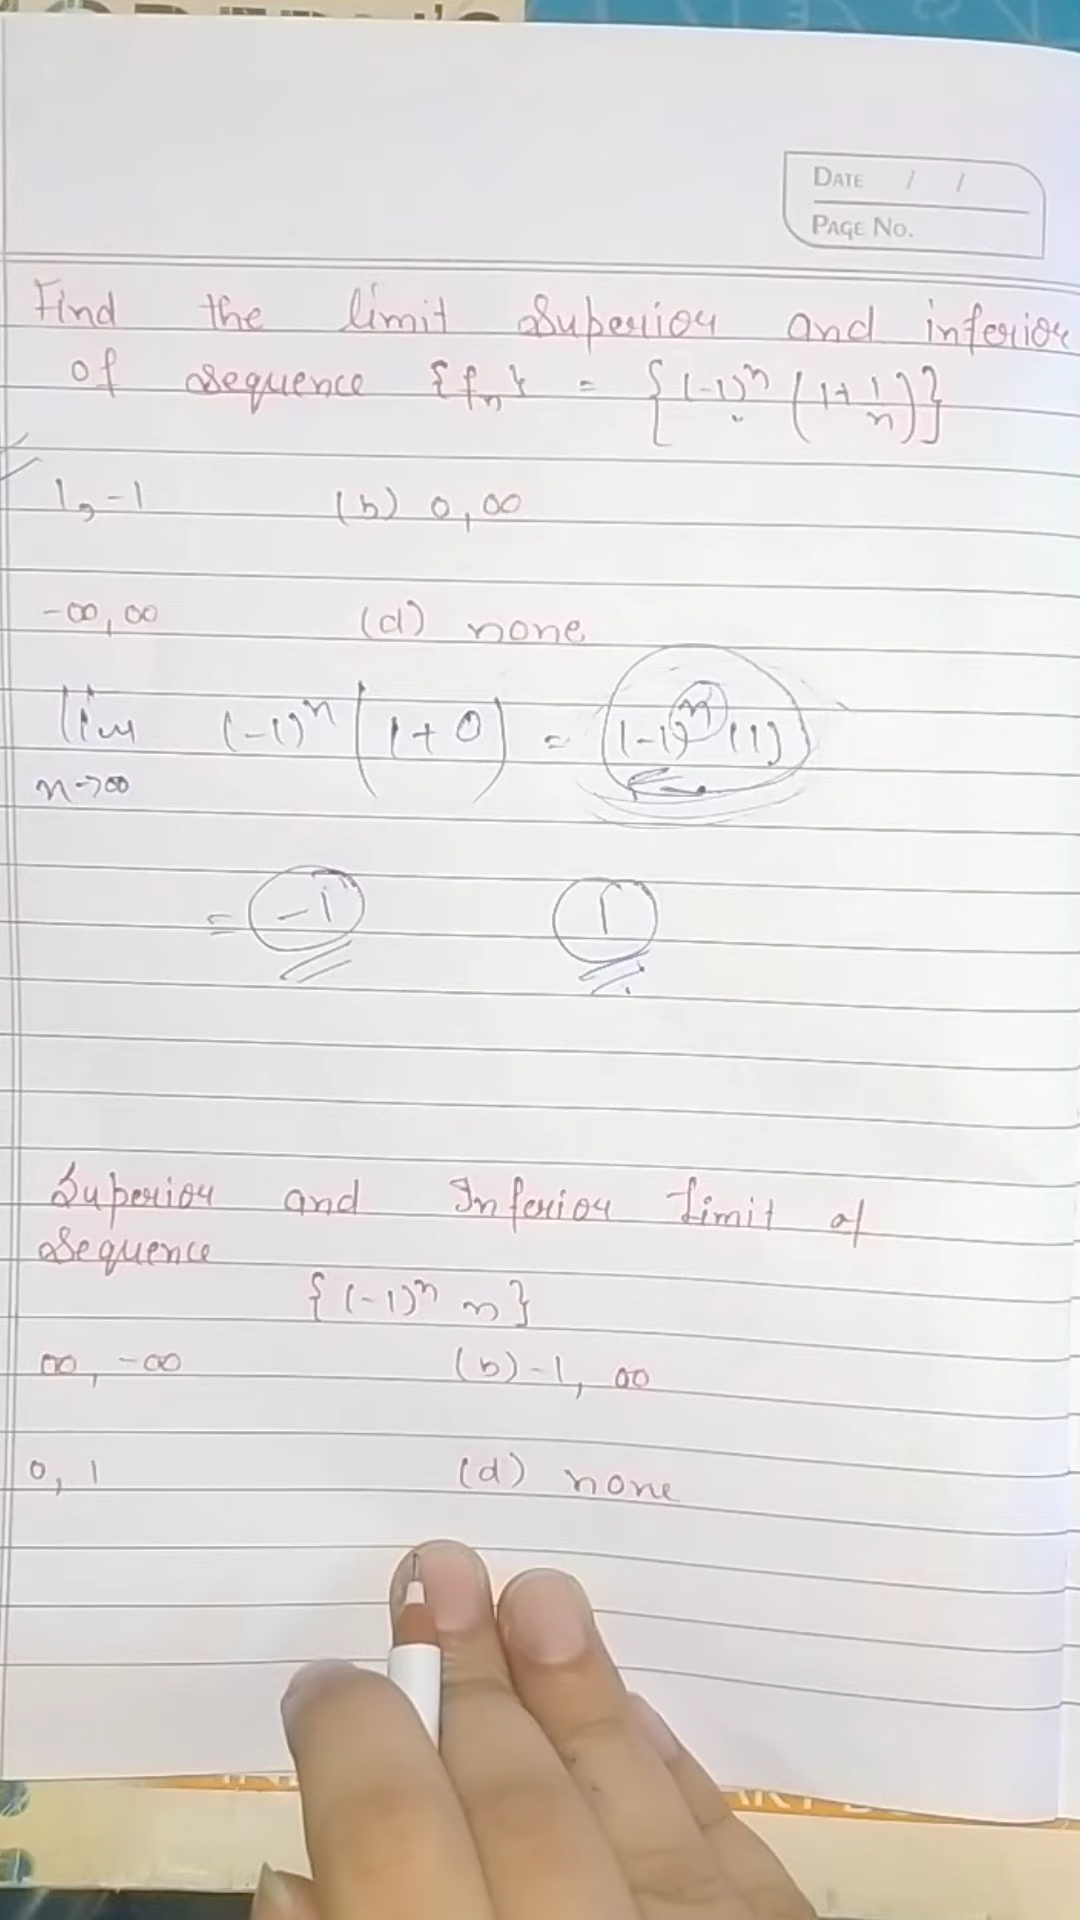 DATE / /
PAGE NO.
Find the limit Superior and inferior
of sequence {fn} = {(-1)ⁿ (1+1/n)}
1, -1 (b) 0, ∞
-∞, ∞ (d) none
lim (-1)ⁿ (1+0) = (-1)ⁿ (1)
n→∞
= -1 1
Superior and Inferior limit of
Sequence
{(-1)ⁿ n}
∞, -∞ (b) -1, ∞
0, 1 (d) none